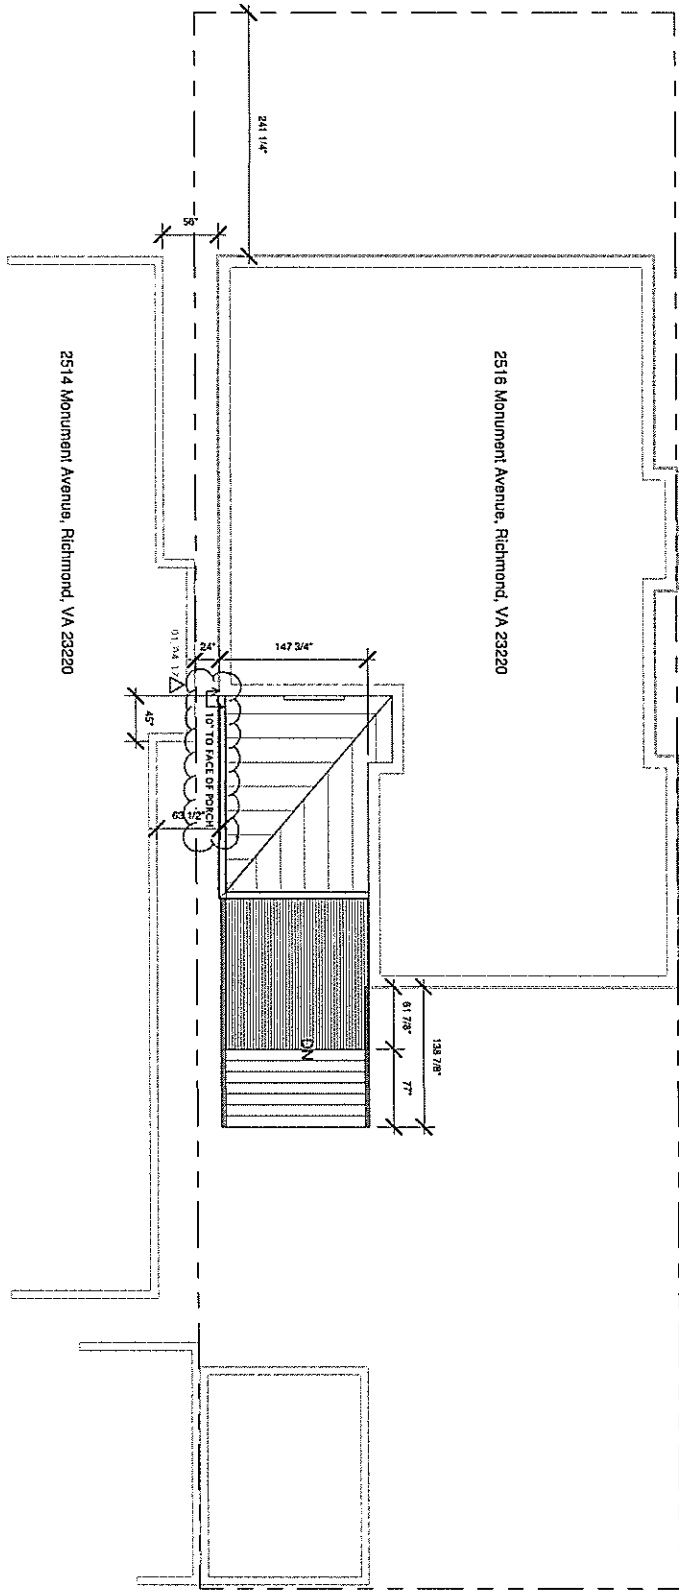 241 1/4"
56"
2514 Monument Avenue, Richmond, VA 23220
2516 Monument Avenue, Richmond, VA 23220
24"
147 3/4"
45"
10" TO FACE OF PORCH
63 1/2"
DN
61 7/8"
138 7/8"
77"